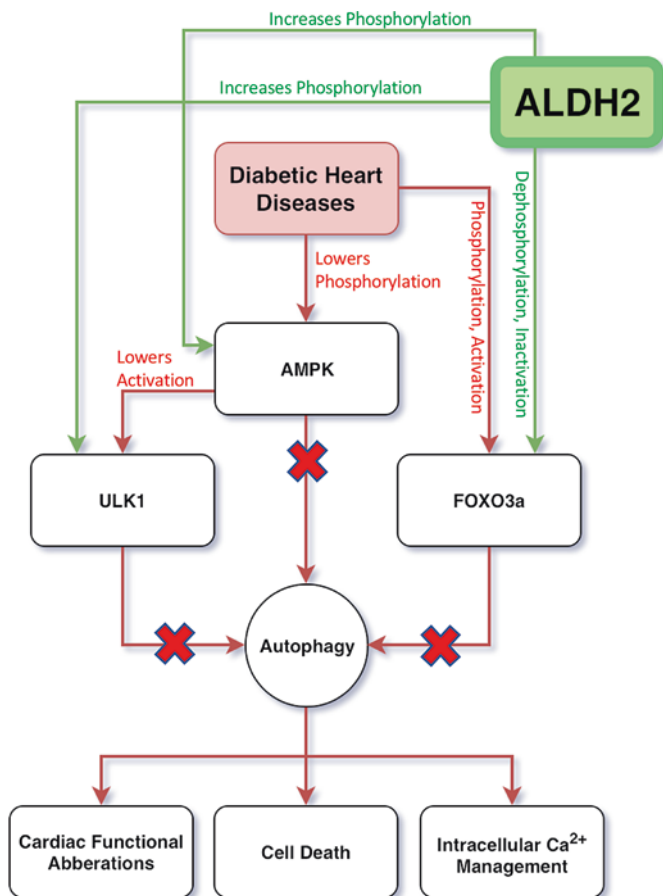 Increases Phosphorylation
Increases Phosphorylation
ALDH2
Diabetic Heart
Diseases
Phosphorylation, Activation
Dephosphorylation, Inactivation
Lowers
Phosphorylation
Lowers
Activation
AMPK
ULK1
FOXO3a
Autophagy
Cardiac Functional
Abberations
Cell Death
Intracellular Ca²⁺
Management